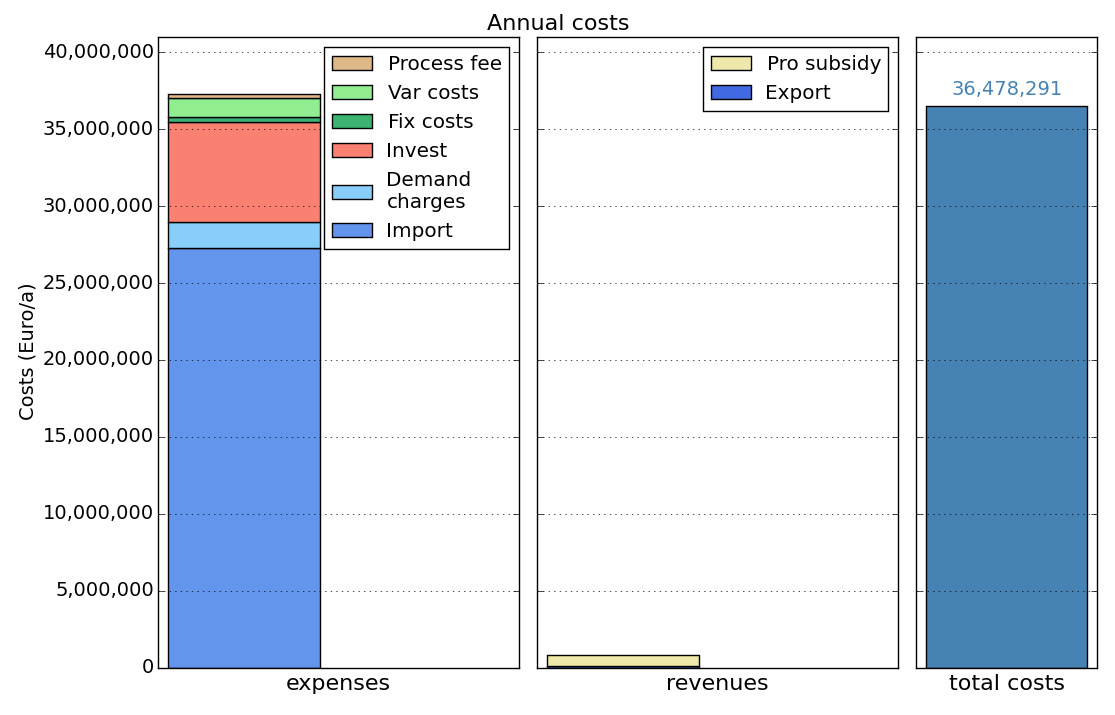 Annual costs
Costs (Euro/a)
40,000,000
35,000,000
30,000,000
25,000,000
20,000,000
15,000,000
10,000,000
5,000,000
0
Process fee
Var costs
Fix costs
Invest
Demand
charges
Import
expenses
Pro subsidy
Export
revenues
36,478,291
total costs